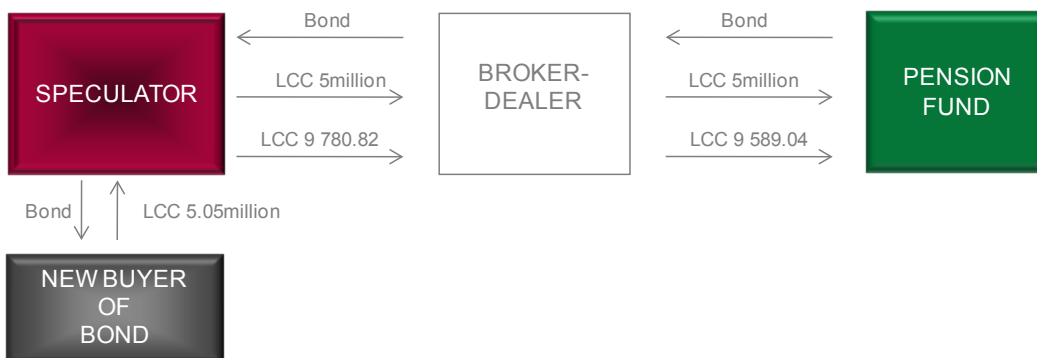 Bond
Bond
SPECULATOR
LCC 5million
BROKER-
DEALER
LCC 5million
PENSION
FUND
LCC 9 780.82
LCC 9 589.04
Bond
LCC 5.05million
NEW BUYER
OF
BOND